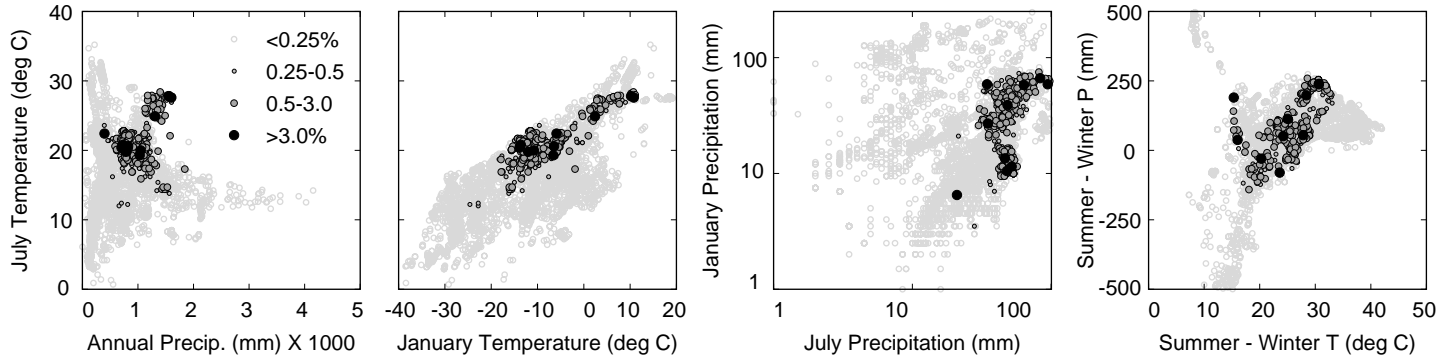 40
30
20
10
0
July Temperature (deg C)
<0.25%
0.25-0.5
0.5-3.0
>3.0%
0 1 2 3 4 5
Annual Precip. (mm) X 1000
-40 -30 -20 -10 0 10 20
January Temperature (deg C)
100
10
1
January Precipitation (mm)
1 10 100
July Precipitation (mm)
500
250
0
-250
-500
Summer - Winter P (mm)
0 10 20 30 40 50
Summer - Winter T (deg C)